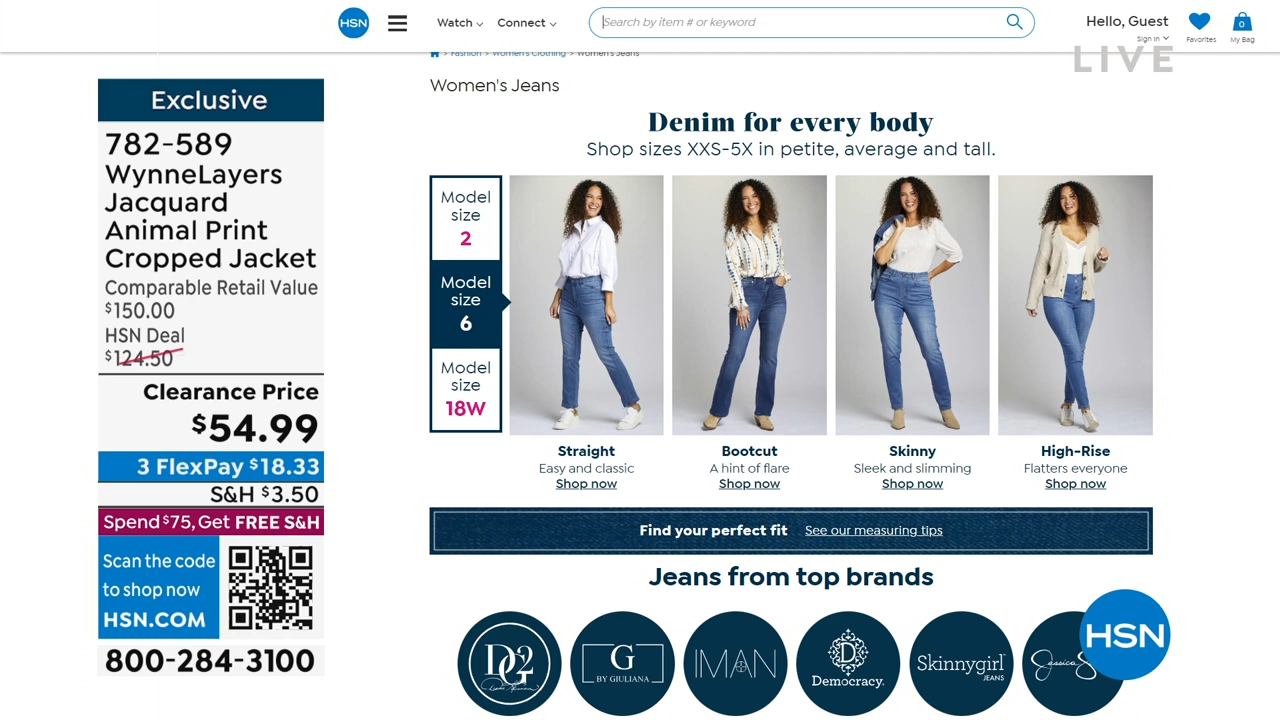 HSN
Watch
Connect
Search by item # or keyword
Hello, Guest
Sign in
Favorites
0
My Bag
> Fashion > Women's Clothing > Women's Jeans
LIVE
Women's Jeans
Denim for every body
Shop sizes XXS-5X in petite, average and tall.
Exclusive
782-589
WynneLayers
Jacquard
Animal Print
Cropped Jacket
Comparable Retail Value
$150.00
HSN Deal
$124.50
Clearance Price
$54.99
3 FlexPay $18.33
S&H $3.50
Spend $75, Get FREE S&H
Scan the code
to shop now
HSN.COM
800-284-3100
Model
size
2
Model
size
6
Model
size
18W
Straight
Easy and classic
Shop now
Bootcut
A hint of flare
Shop now
Skinny
Sleek and slimming
Shop now
High-Rise
Flatters everyone
Shop now
Find your perfect fit See our measuring tips
Jeans from top brands
DG2
G
BY GIULIANA
IMAN
D
Democracy
Skinnygirl
JEANS
Jessica S
HSN